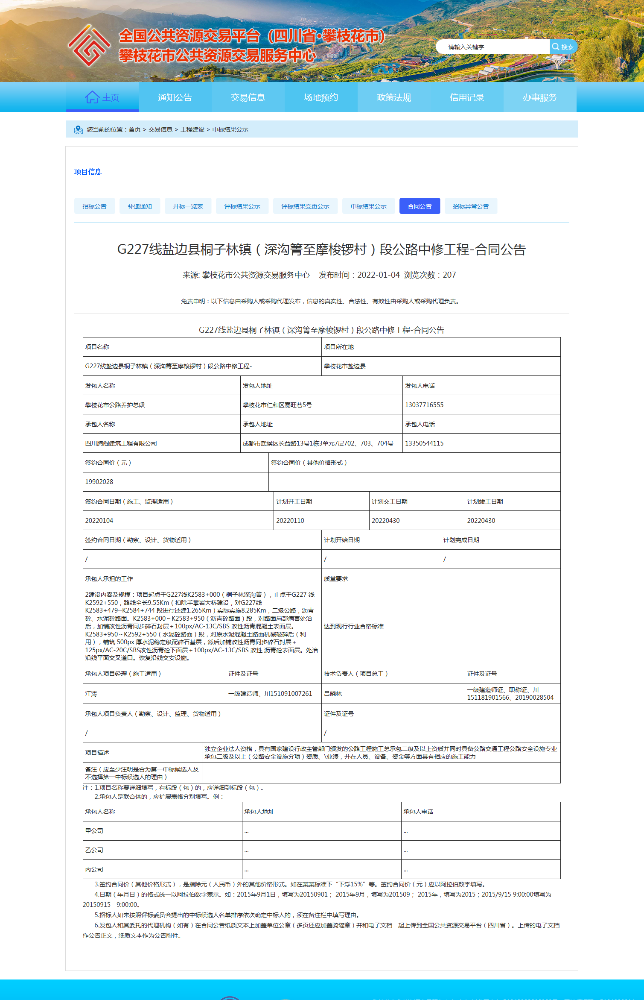 全国公共资源交易平台（四川省·攀枝花市）
攀枝花市公共资源交易服务中心
请输入关键字
搜索
主页
通知公告
交易信息
场地预约
政策法规
信用记录
办事服务
您当前的位置：首页 > 交易信息 > 工程建设 > 中标结果公示
项目信息
招标公告
补遗通知
开标一览表
评标结果公示
评标结果变更公示
中标结果公示
合同公告
招标异常公告
G227线盐边县桐子林镇（深沟箐至摩梭锣村）段公路中修工程-合同公告
来源: 攀枝花市公共资源交易服务中心 发布时间：2022-01-04 浏览次数：207
免责申明：以下信息由采购人或采购代理发布，信息的真实性、合法性、有效性由采购人或采购代理负责。
G227线盐边县桐子林镇（深沟箐至摩梭锣村）段公路中修工程-合同公告
项目名称 项目所在地
G227线盐边县桐子林镇（深沟箐至摩梭锣村）段公路中修工程- 攀枝花市盐边县
发包人名称 发包人地址 发包人电话
攀枝花市公路养护总段 攀枝花市仁和区嘉旺巷5号 13037716555
承包人名称 承包人地址 承包人电话
四川腾阁建筑工程有限公司 成都市武侯区长益路13号1栋3单元7层702、703、704号 13350544115
签约合同价（元） 签约合同价（其他价格形式）
19902028
签约合同日期（施工、监理适用） 计划开工日期 计划交工日期 计划竣工日期
20220104 20220110 20220430 20220430
签约合同日期（勘察、设计、货物适用） 计划开始日期 计划完成日期
/ / /
承包人承担的工作 质量要求
2建设内容及规模：项目起点于G227线K2583+000（桐子林深沟箐），止点于G227 线
K2592+550，路线全长9.55Km（扣除手攀岩大桥建设，对G227线
K2583+479─K2584+744 段进行还建1.265Km）实际实施8.285Km，二级公路，沥青
砼、水泥砼路面。K2583+000～K2583+950（沥青砼路面）段，对路面局部病害处治
后，加铺改性沥青同步碎石封层＋100px/AC-13C/SBS 改性沥青混凝土表面层。
K2583+950～K2592+550（水泥砼路面）段，对原水泥混凝土路面机械破碎后（利
用），铺筑 500px 厚水泥稳定级配碎石基层，然后加铺改性沥青同步碎石封层＋
125px/AC-20C/SBS改性沥青砼下面层＋100px/AC-13C/SBS 改性 沥青砼表面层。处治
沿线平面交叉道口。恢复沿线交安设施。
达到现行行业合格标准
承包人项目经理（施工适用） 证件及证号 技术负责人（项目总工） 证件及证号
江涛 一级建造师、川151091007261 吕晓林 一级建造师证、职称证、川
151181901566、20190028504
承包人项目负责人（勘察、设计、监理、货物适用） 证件及证号
/ /
项目描述
独立企业法人资格，具有国家建设行政主管部门颁发的公路工程施工总承包二级及以上资质并同时具备公路交通工程公路安全设施专业
承包二级及以上（公路安全设施分项）资质、\业绩，并在人员、设备、资金等方面具有相应的施工能力
备注（应至少注明是否为第一中标候选人及
不选择第一中标候选人的理由）
注：1.项目名称要详细填写，有标段（包）的，应详细到标段（包）。
2.承包人是联合体的，应扩展表格分别填写。例：
承包人名称 承包人地址 承包人电话
甲公司 ... ...
乙公司 ... ...
丙公司 ... ...
3.签约合同价（其他价格形式），是指除元（人民币）外的其他价格形式。如在某某标准下“下浮15%”等。签约合同价（元）应以阿拉伯数字填写。
4.日期（年月日）的格式统一以阿拉伯数字表示。如：2015年9月1日，填写为20150901； 2015年9月，填写为201509； 2015年，填写为2015；2015/9/15 9:00:00填写为
20150915 - 9:00:00。
5.招标人如未按照评标委员会提出的中标候选人名单排序依次确定中标人的，须在备注栏中填写理由。
6.发包人和其委托的代理机构（如有）在合同公告纸质文本上加盖单位公章（多页还应加盖骑缝章）并和电子文档一起上传到全国公共资源交易平台（四川省）。上传的电子文档
作公告正文，纸质文本作为公告附件。